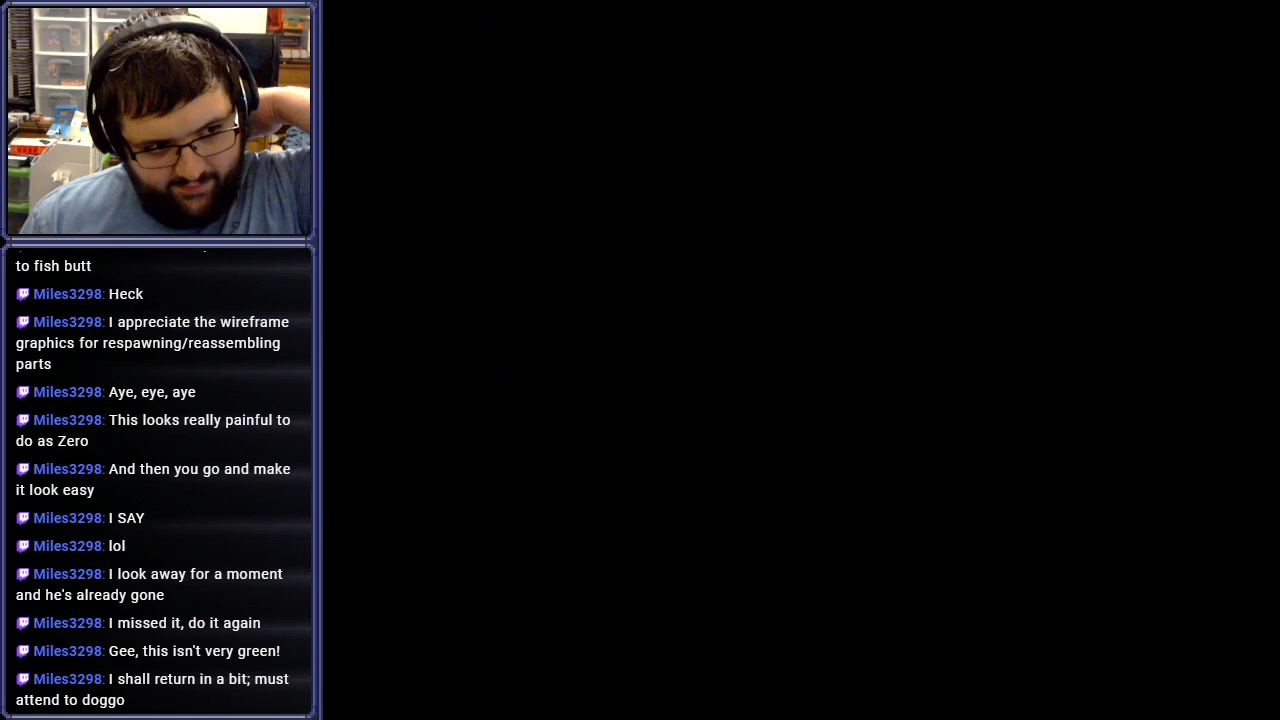 to fish butt
Miles3298: Heck
Miles3298: I appreciate the wireframe
graphics for respawning/reassembling
parts
Miles3298: Aye, eye, aye
Miles3298: This looks really painful to
do as Zero
Miles3298: And then you go and make
it look easy
Miles3298: I SAY
Miles3298: lol
Miles3298: I look away for a moment
and he's already gone
Miles3298: I missed it, do it again
Miles3298: Gee, this isn't very green!
Miles3298: I shall return in a bit; must
attend to doggo